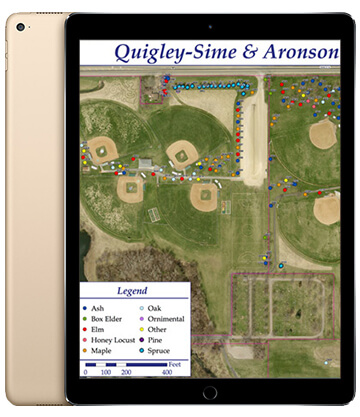 Quigley-Sime & Aronson
Legend
Ash
Oak
Box Elder
Ornimental
Elm
Other
Honey Locust
Pine
Maple
Spruce
Feet
0 100 200 400